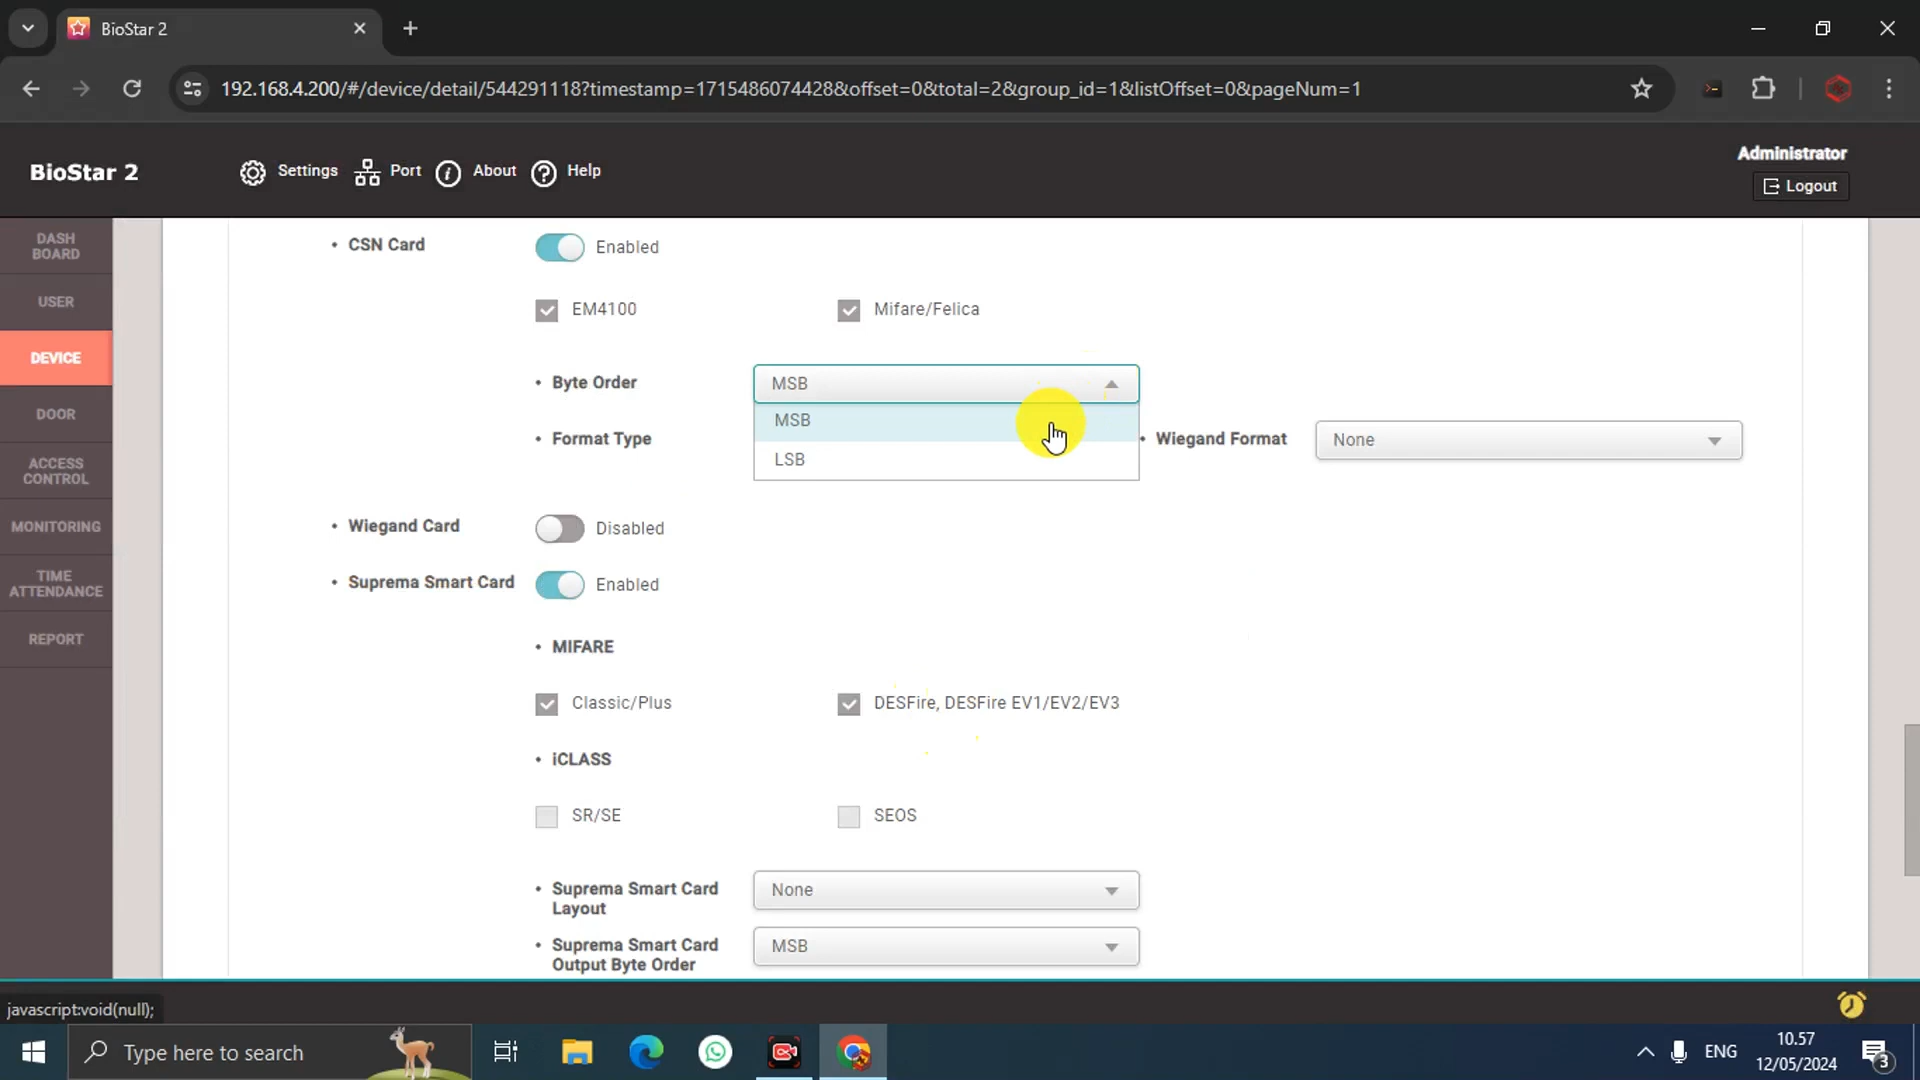 BioStar 2
192.168.4.200/#/device/detail/544291118?timestamp=1715486074428&offset=0&total=2&group_id=1&listOffset=0&pageNum=1
BioStar 2
Settings
Port
About
Help
Administrator
Logout
DASH
BOARD
USER
DEVICE
DOOR
ACCESS
CONTROL
MONITORING
TIME
ATTENDANCE
REPORT
• CSN Card
Enabled
EM4100
Mifare/Felica
• Byte Order
MSB
MSB
LSB
• Format Type
• Wiegand Format
None
• Wiegand Card
Disabled
• Suprema Smart Card
Enabled
• MIFARE
Classic/Plus
DESFire, DESFire EV1/EV2/EV3
• iCLASS
SR/SE
SEOS
• Suprema Smart Card
Layout
None
• Suprema Smart Card
Output Byte Order
MSB
javascript:void(null);
Type here to search
ENG
10.57
12/05/2024
3